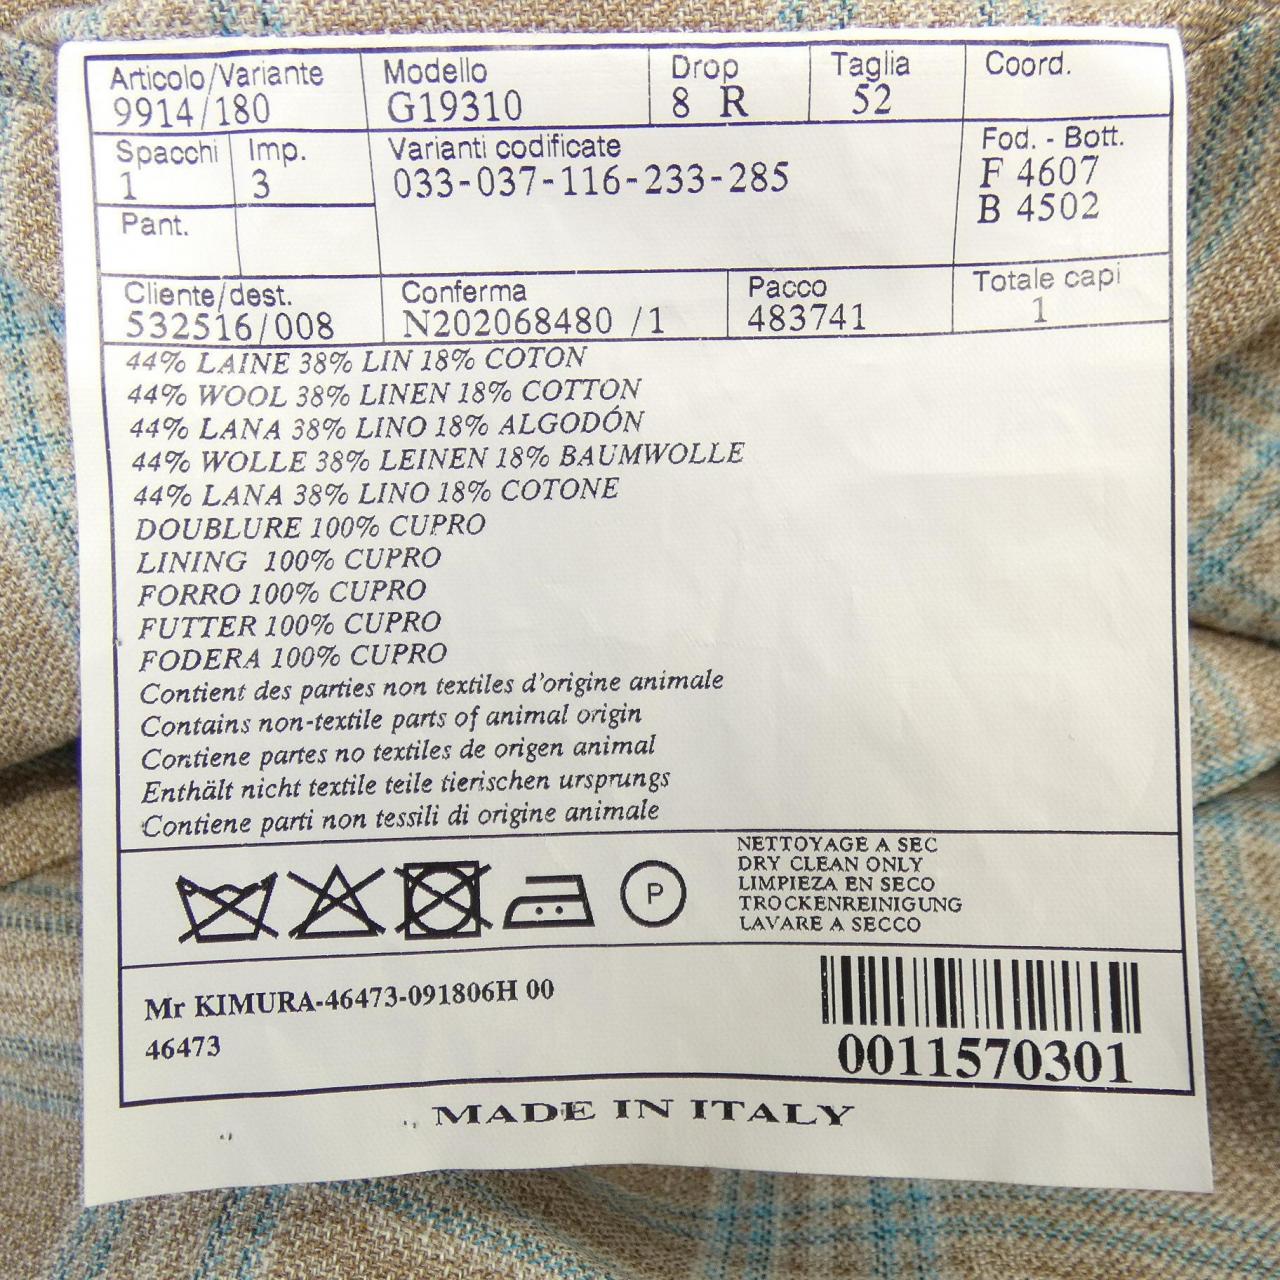 Articolo/Variante Modello Drop Taglia Coord.
9914/180 G19310 8 R 52
Spacchi Imp. Varianti codificate Fod. - Bott.
1 3 033-037-116-233-285 F 4607
B 4502
Pant.
Cliente/dest. Conferma Pacco Totale capi
532516/008 N202068480 /1 483741 1
44% LAINE 38% LIN 18% COTON
44% WOOL 38% LINEN 18% COTTON
44% LANA 38% LINO 18% ALGODÓN
44% WOLLE 38% LEINEN 18% BAUMWOLLE
44% LANA 38% LINO 18% COTONE
DOUBLURE 100% CUPRO
LINING 100% CUPRO
FORRO 100% CUPRO
FUTTER 100% CUPRO
FODERA 100% CUPRO
Contient des parties non textiles d'origine animale
Contains non-textile parts of animal origin
Contiene partes no textiles de origen animal
Enthält nicht textile teile tierischen ursprungs
Contiene parti non tessili di origine animale
P
NETTOYAGE A SEC
DRY CLEAN ONLY
LIMPIEZA EN SECO
TROCKENREINIGUNG
LAVARE A SECCO
Mr KIMURA-46473-091806H 00
46473
0011570301
MADE IN ITALY